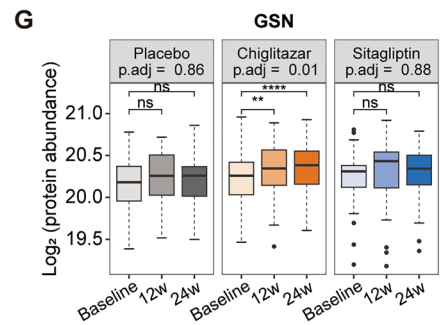 G
GSN
Placebo
p.adj = 0.86
Chiglitazar
p.adj = 0.01
Sitagliptin
p.adj = 0.88
ns
ns
****
**
ns
ns
Log₂ (protein abundance)
21.0
20.5
20.0
19.5
Baseline 12w 24w
Baseline 12w 24w
Baseline 12w 24w